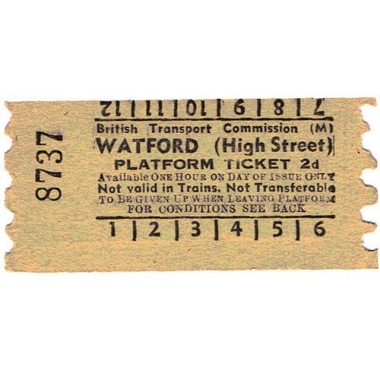 7|8|9|10|11|12
British Transport Commission (M)
WATFORD (High Street)
PLATFORM TICKET 2d
Available ONE HOUR ON DAY OF ISSUE ONLY
Not valid in Trains. Not Transferable
TO BE GIVEN UP WHEN LEAVING PLATFORM
FOR CONDITIONS SEE BACK
1|2|3|4|5|6
8737